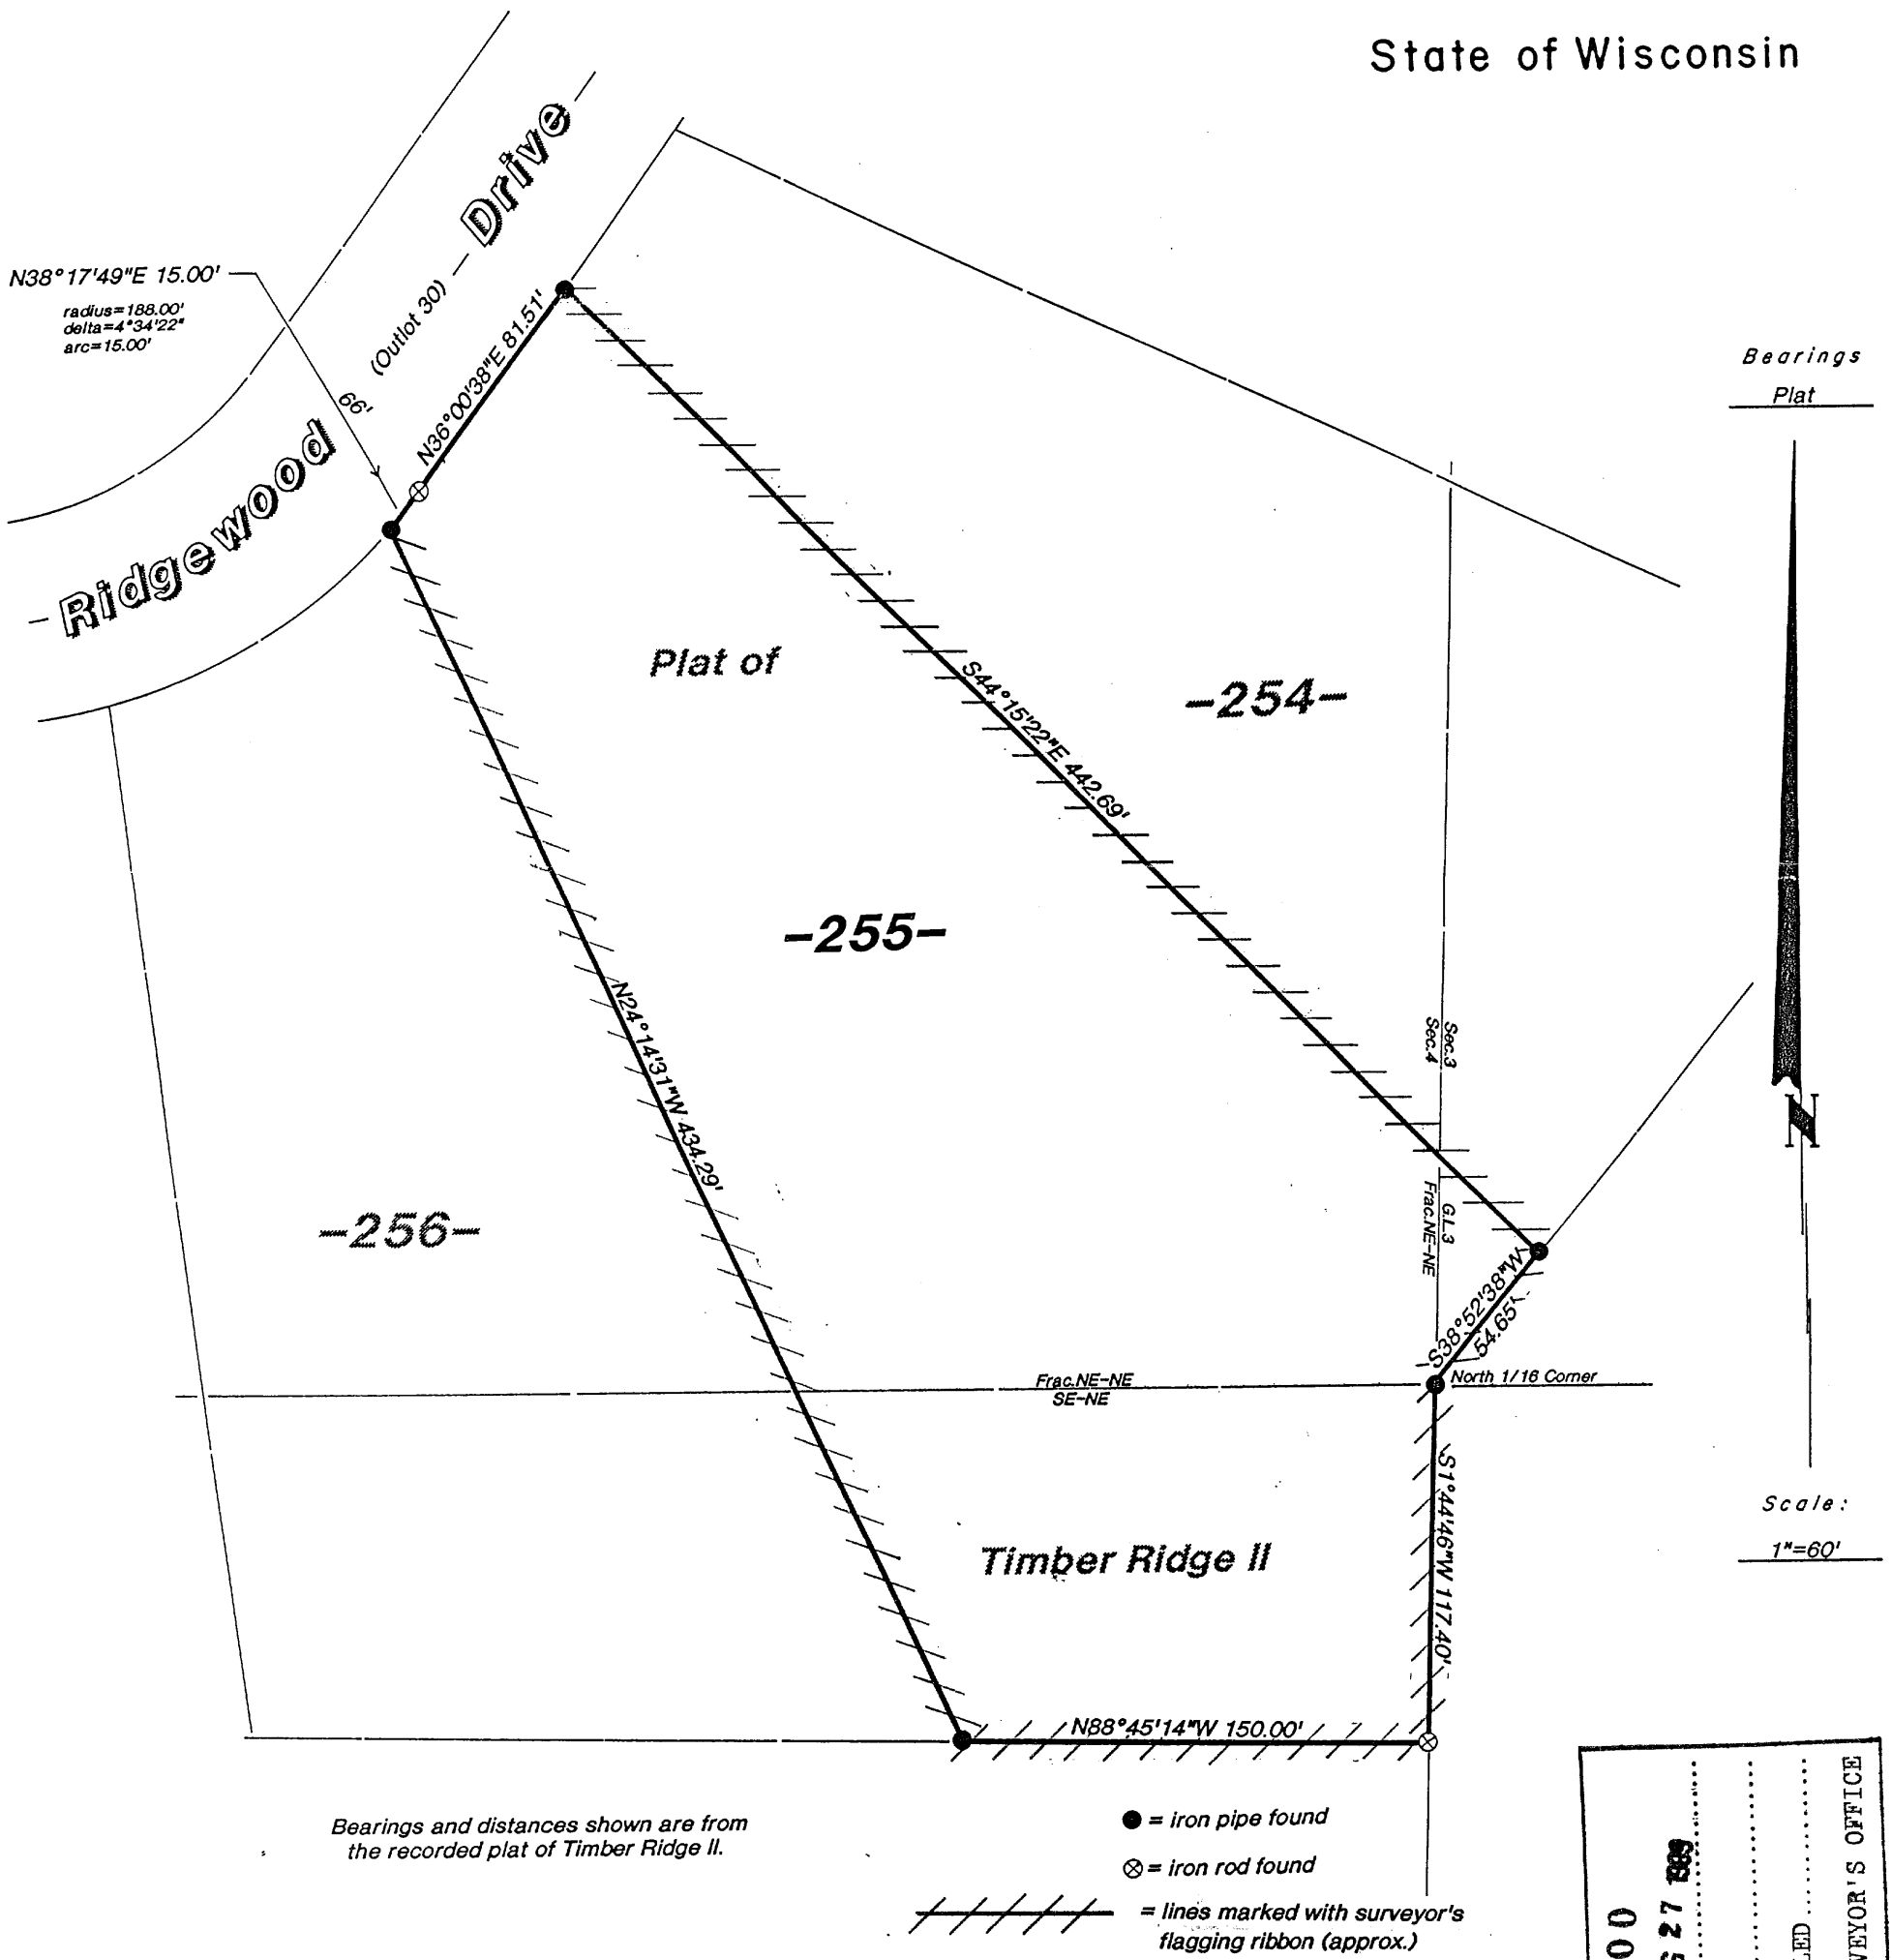 State of Wisconsin
N38°17'49"E 15.00'
radius=188.00'
delta=4°34'22"
arc=15.00'
- Ridgewood - Drive -
66'
(Outlot 30)
N36°00'38"E 81.51'
Bearings
Plat
N
Plat of
-254-
S44°15'22"E 442.69'
-255-
N24°14'31"W 434.29'
Sec.3
Sec.4
G.L.3
Frac.NE-NE
-256-
S38°52'38"W
54.65'
Frac.NE-NE
SE-NE
North 1/16 Corner
S1°44'46"W 117.40'
Scale:
1"=60'
Timber Ridge II
N88°45'14"W 150.00'
Bearings and distances shown are from
the recorded plat of Timber Ridge II.
= iron pipe found
= iron rod found
= lines marked with surveyor's
flagging ribbon (approx.)